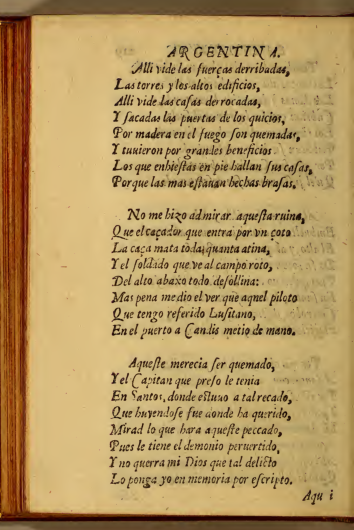 ARGENTINA.
Alli vide las fuerças derribadas,
Las torres y los altos edificios,
Alli vide las casas derrocadas,
Y sacadas las puertas de los quicios,
Por madera en el fuego son quemadas,
Y tuuieron por grandes beneficios
Los que enhiestas en pie hallan sus casas,
Porque las mas estauan hechas brasas.
No me hizo admirar aquesta ruina,
Que el caçador que entra por vn coto
La caça mata toda, quanta atina,
Y el soldado que ve al campo roto,
Del alto abaxo todo desollina:
Mas pena me dio el ver que aquel piloto
Que tengo referido Lusitano,
En el puerto a Candis metio de mano.
Aqueste merecia ser quemado,
Y el Capitan que preso le tenia
En Santos, donde estuuo a tal recado,
Que huyendose fue donde ha querido,
Mirad lo que hara aqueste peccado,
Pues le tiene el demonio peruertido,
Y no querra mi Dios que tal delicto
Lo ponga yo en memoria por escripto.
Aqui